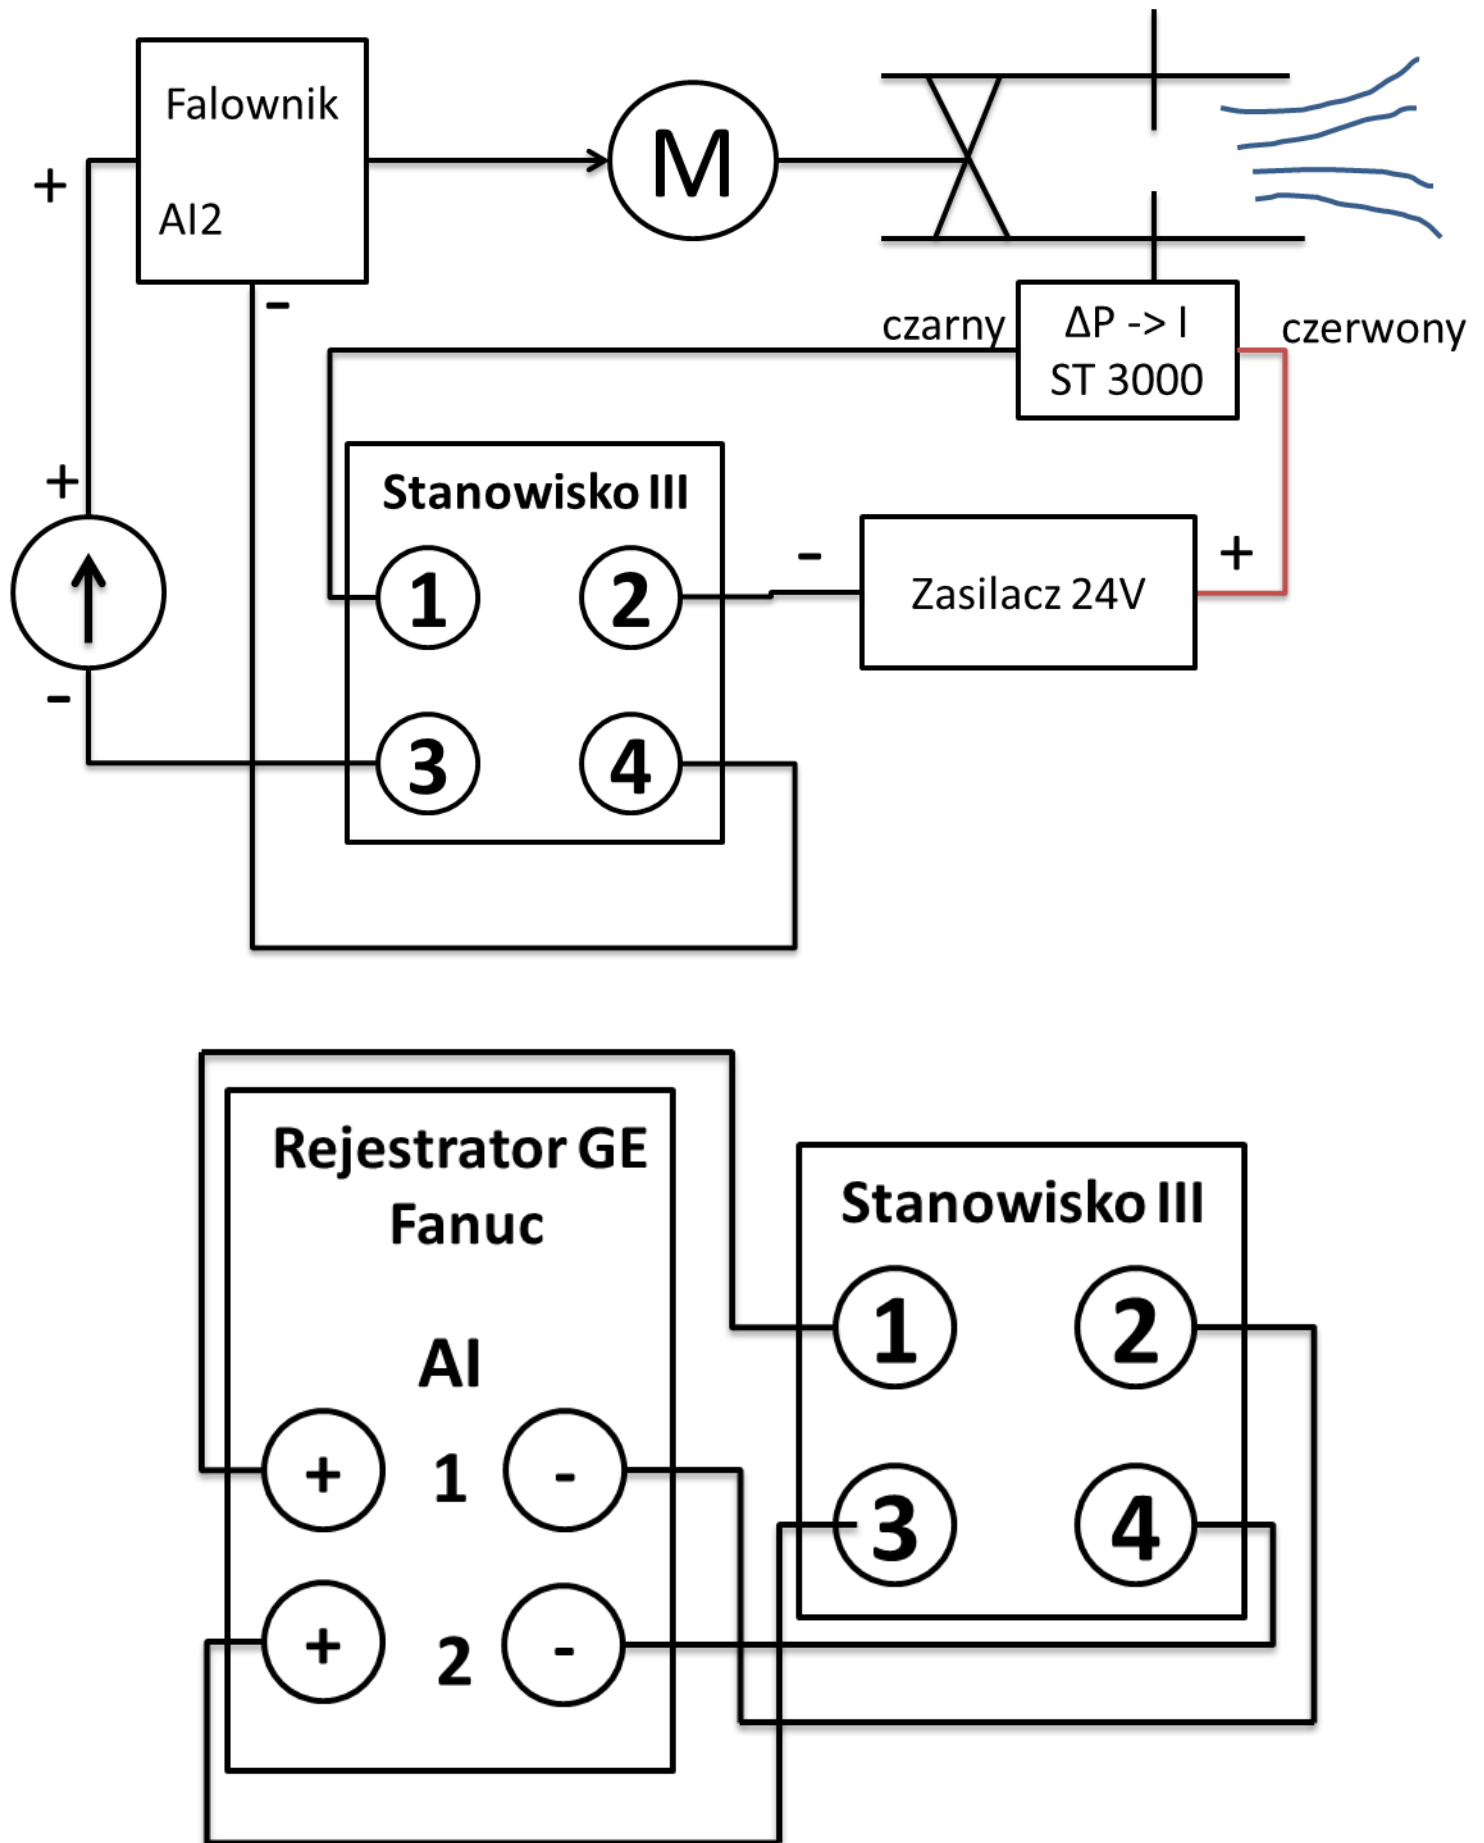 Falownik
AI2
+
-
M
ΔP -> I
ST 3000
czarny
czerwony
+
-
Stanowisko III
1
2
3
4
-
Zasilacz 24V
+
Rejestrator GE
Fanuc
AI
+
1
-
+
2
-
Stanowisko III
1
2
3
4